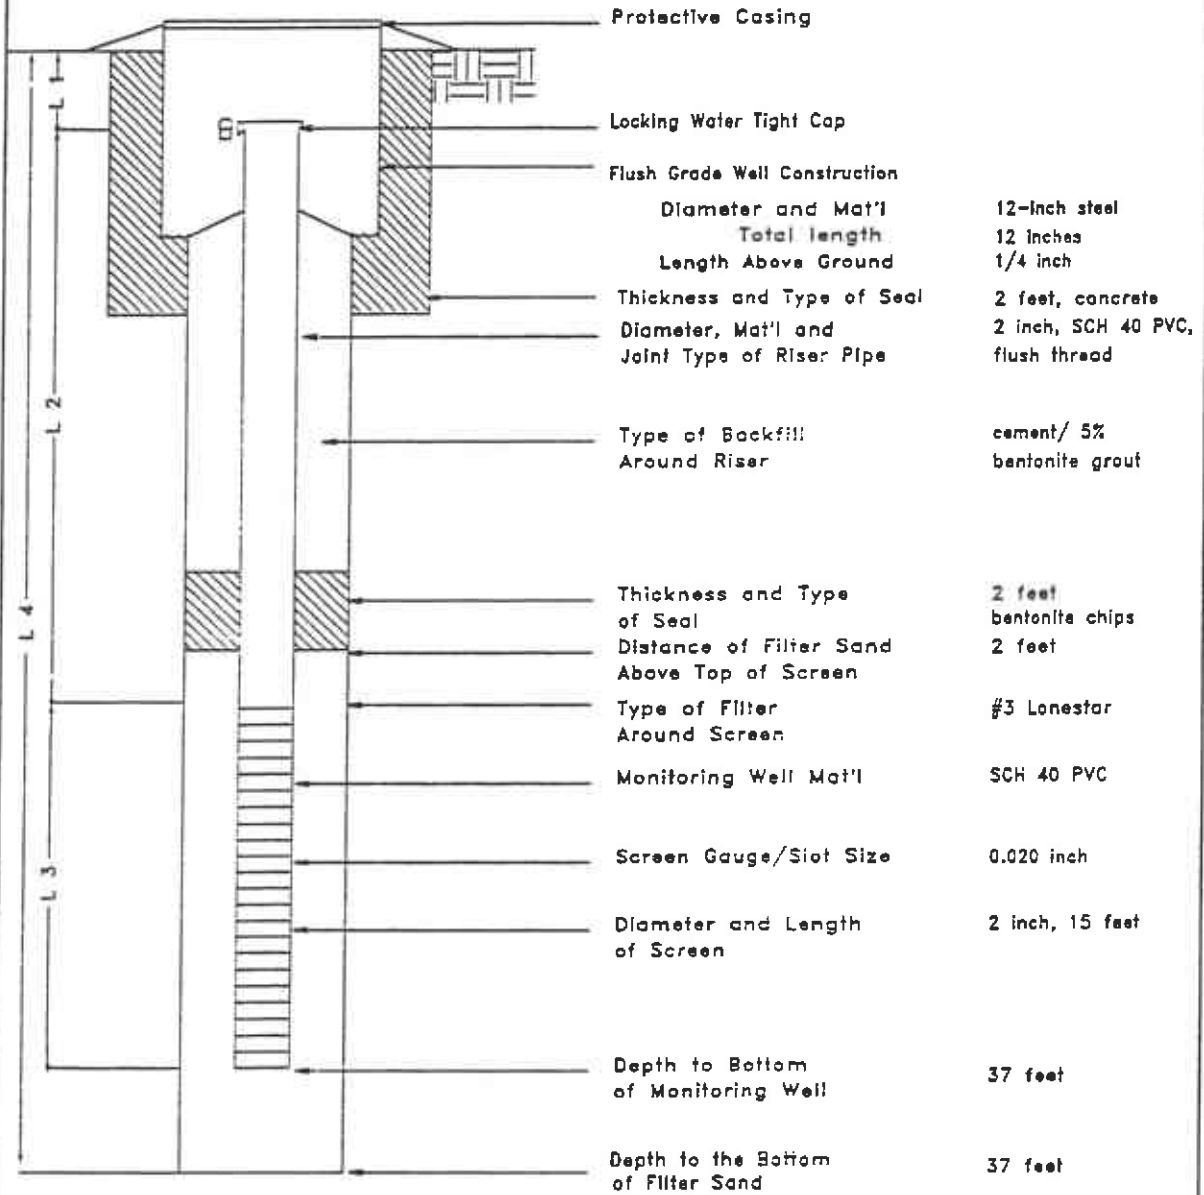 Protective Casing
L 1
Locking Water Tight Cap
Flush Grade Well Construction
Diameter and Mat'l 12-inch steel
Total length 12 inches
Length Above Ground 1/4 inch
Thickness and Type of Seal 2 feet, concrete
Diameter, Mat'l and 2 inch, SCH 40 PVC,
Joint Type of Riser Pipe flush thread
L 2
Type of Backfill cement/ 5%
Around Riser bentonite grout
L 4
Thickness and Type 2 feet
of Seal bentonite chips
Distance of Filter Sand 2 feet
Above Top of Screen
Type of Filter #3 Lonestar
Around Screen
Monitoring Well Mat'l SCH 40 PVC
L 3
Screen Gauge/Slot Size 0.020 inch
Diameter and Length 2 inch, 15 feet
of Screen
Depth to Bottom 37 feet
of Monitoring Well
Depth to the Bottom 37 feet
of Filter Sand